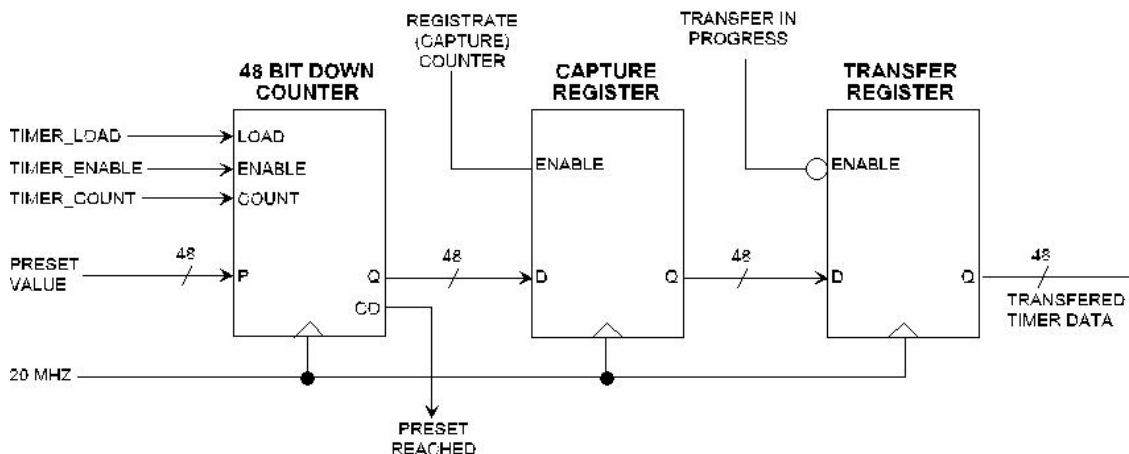 REGISTRATE
(CAPTURE)
COUNTER
TRANSFER IN
PROGRESS
48 BIT DOWN
COUNTER
CAPTURE
REGISTER
TRANSFER
REGISTER
TIMER_LOAD
LOAD
TIMER_ENABLE
ENABLE
TIMER_COUNT
COUNT
ENABLE
ENABLE
PRESET
VALUE
48
P
Q
48
D
Q
48
D
Q
48
CO
TRANSFERED
TIMER DATA
20 MHZ
PRESET
REACHED